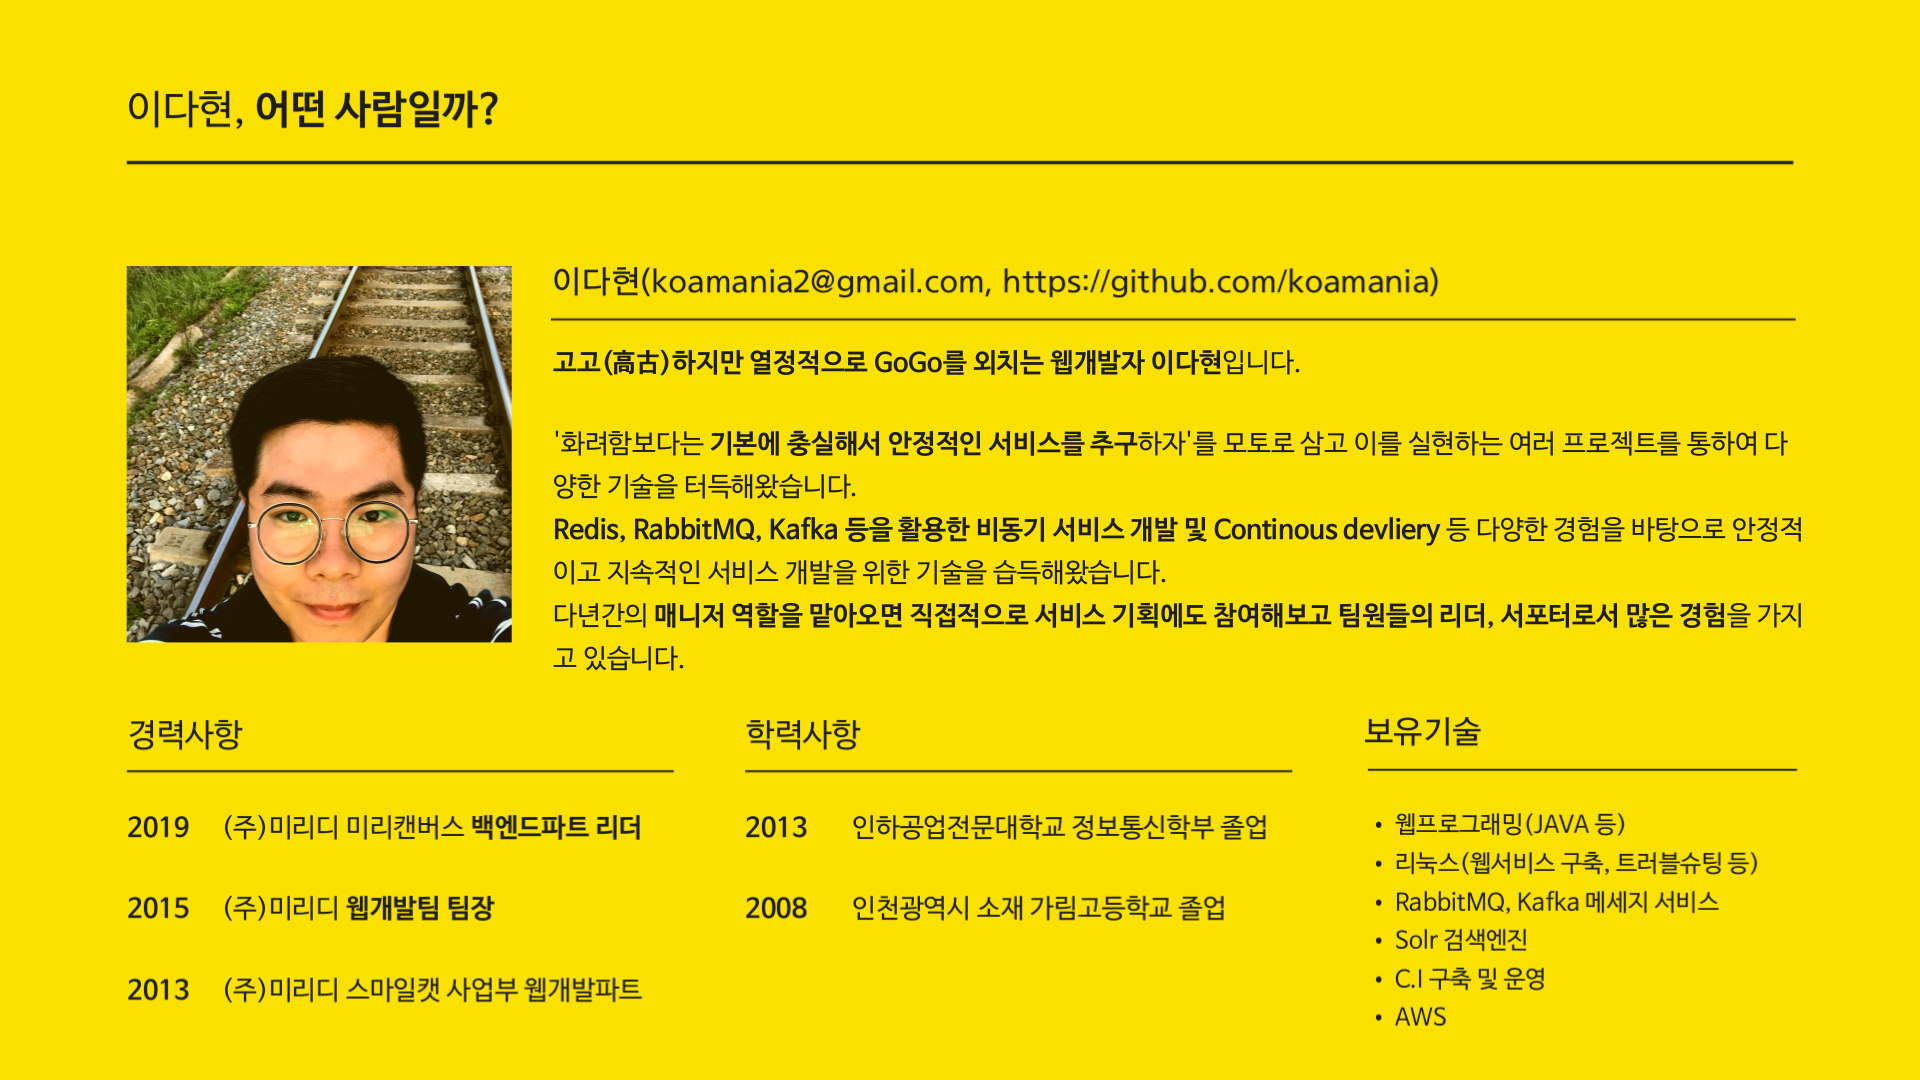 이다현, 어떤 사람일까?
이다현(koamania2@gmail.com, https://github.com/koamania)
고고(高古)하지만 열정적으로 GoGo를 외치는 웹개발자 이다현입니다.
'화려함보다는 기본에 충실해서 안정적인 서비스를 추구하자'를 모토로 삼고 이를 실현하는 여러 프로젝트를 통하여 다
양한 기술을 터득해왔습니다.
Redis, RabbitMQ, Kafka 등을 활용한 비동기 서비스 개발 및 Continous devliery 등 다양한 경험을 바탕으로 안정적
이고 지속적인 서비스 개발을 위한 기술을 습득해왔습니다.
다년간의 매니저 역할을 맡아오면 직접적으로 서비스 기획에도 참여해보고 팀원들의 리더, 서포터로서 많은 경험을 가지
고 있습니다.
경력사항
2019 (주)미리디 미리캔버스 백엔드파트 리더
2015 (주)미리디 웹개발팀 팀장
2013 (주)미리디 스마일캣 사업부 웹개발파트
학력사항
2013 인하공업전문대학교 정보통신학부 졸업
2008 인천광역시 소재 가림고등학교 졸업
보유기술
• 웹프로그래밍(JAVA 등)
• 리눅스(웹서비스 구축, 트러블슈팅 등)
• RabbitMQ, Kafka 메세지 서비스
• Solr 검색엔진
• C.I 구축 및 운영
• AWS